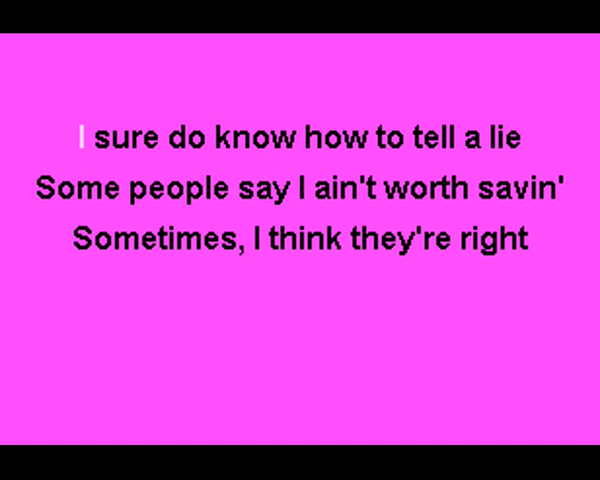 I sure do know how to tell a lie
Some people say I ain't worth savin'
Sometimes, I think they're right